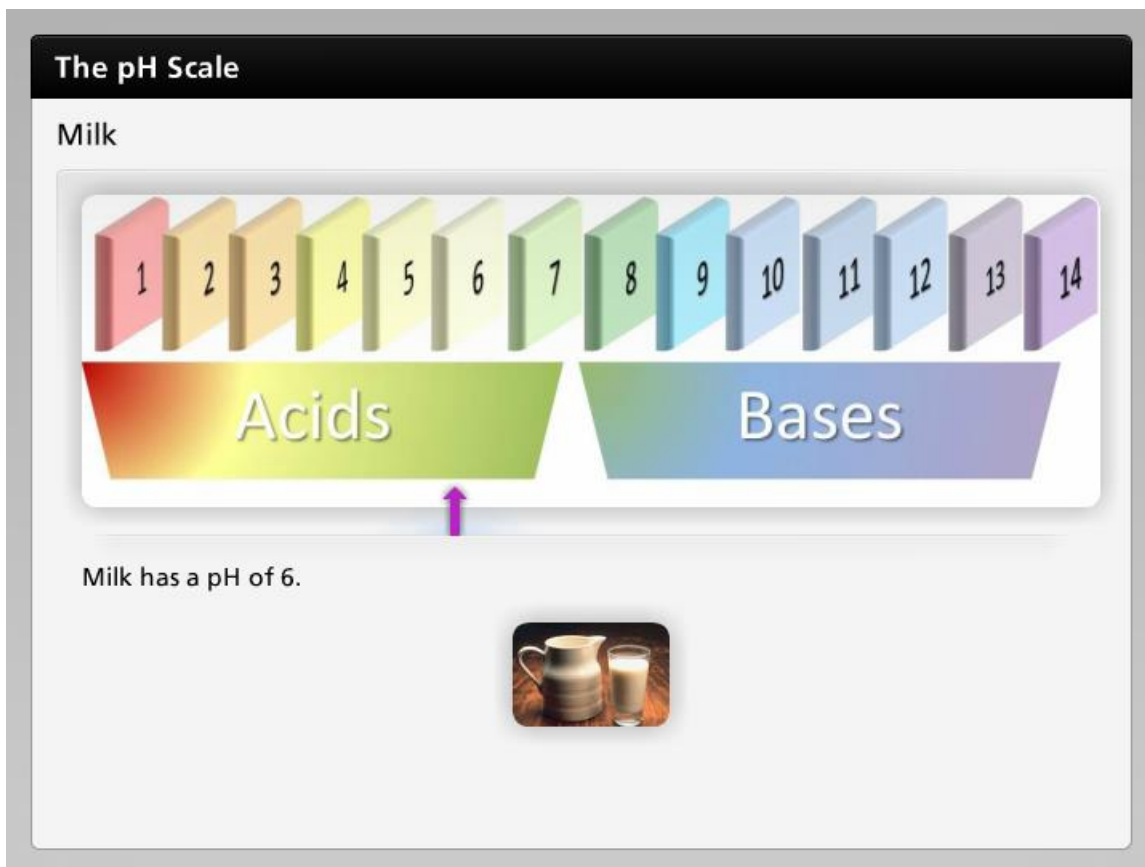 The pH Scale
Milk
1 2 3 4 5 6 7 8 9 10 11 12 13 14
Acids Bases
Milk has a pH of 6.